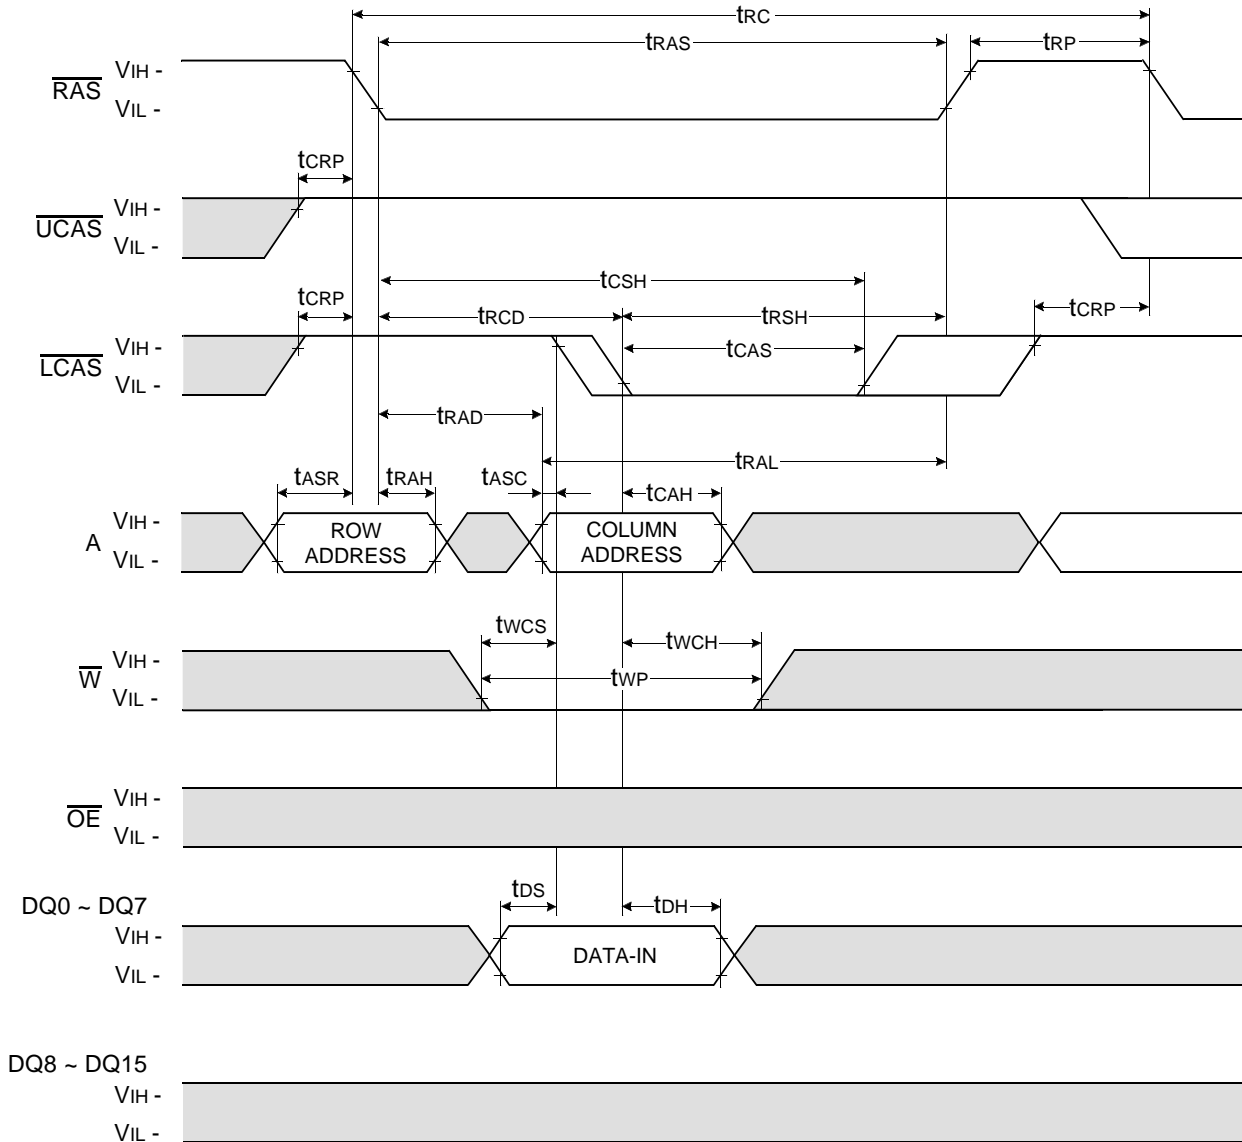 tRC
tRAS
tRP
RAS
VIH -
VIL -
tCRP
UCAS
VIH -
VIL -
tCSH
tCRP
tRCD
tRSH
tCRP
LCAS
VIH -
VIL -
tCAS
tRAD
tRAL
tASR
tRAH
tASC
tCAH
A
VIH -
VIL -
ROW
ADDRESS
COLUMN
ADDRESS
tWCS
tWCH
W
VIH -
VIL -
tWP
OE
VIH -
VIL -
tDS
tDH
DQ0 ~ DQ7
VIH -
VIL -
DATA-IN
DQ8 ~ DQ15
VIH -
VIL -